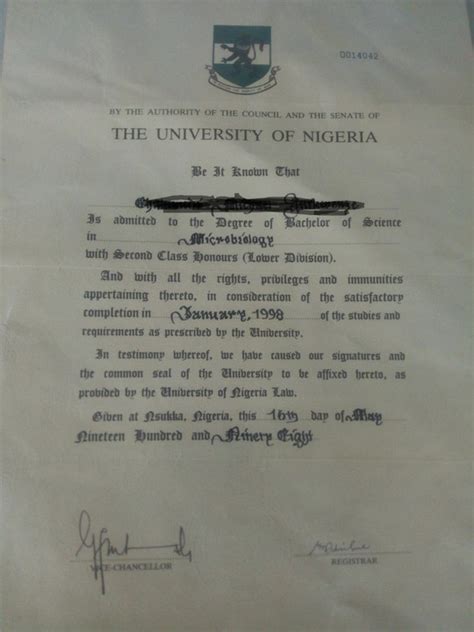 0014042
BY THE AUTHORITY OF THE COUNCIL AND THE SENATE OF
THE UNIVERSITY OF NIGERIA
Be It Known That
Is admitted to the Degree of Bachelor of Science
in Microbiology
with Second Class Honours (Lower Division).
And with all the rights, privileges and immunities
appertaining thereto, in consideration of the satisfactory
completion in January, 1998 of the studies and
requirements as prescribed by the University.
In testimony whereof, we have caused our signatures and
the common seal of the University to be affixed hereto, as
provided by the University of Nigeria Law.
Given at Nsukka, Nigeria, this 16th day of May
Nineteen Hundred and Ninety Eight
VICE-CHANCELLOR
REGISTRAR